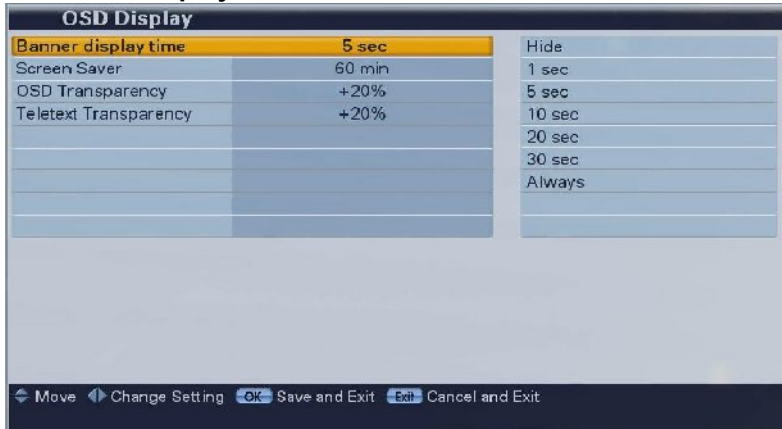 OSD Display
Banner display time 5 sec
Screen Saver 60 min
OSD Transparency +20%
Teletext Transparency +20%
Hide
1 sec
5 sec
10 sec
20 sec
30 sec
Always
Move Change Setting OK Save and Exit Exit Cancel and Exit